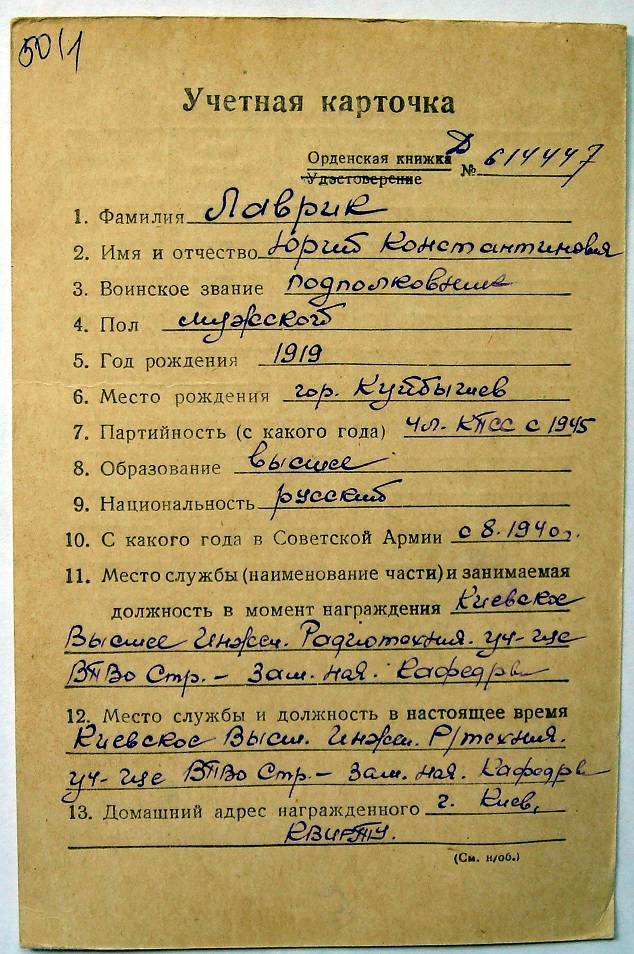 50/1
Учетная карточка
Орденская книжка Д
Удостоверение № 614447
1. Фамилия Лаврик
2. Имя и отчество Юрий Константинович
3. Воинское звание подполковник
4. Пол мужской
5. Год рождения 1919
6. Место рождения гор. Куйбышев
7. Партийность (с какого года) чл. КПСС с 1945
8. Образование высшее
9. Национальность русский
10. С какого года в Советской Армии с 8.1940г.
11. Место службы (наименование части) и занимаемая
должность в момент награждения Киевское
Высшее Инжен. Радиотехнич. уч-ще
ВПВО Стр. – Зам. нач. Кафедры
12. Место службы и должность в настоящее время
Киевское Высш. Инжен. Р/технич.
уч-ще ВПВО Стр. – Зам. нач. Кафедры
13. Домашний адрес награжденного г. Киев,
КВИРТУ.
(См. н/об.)